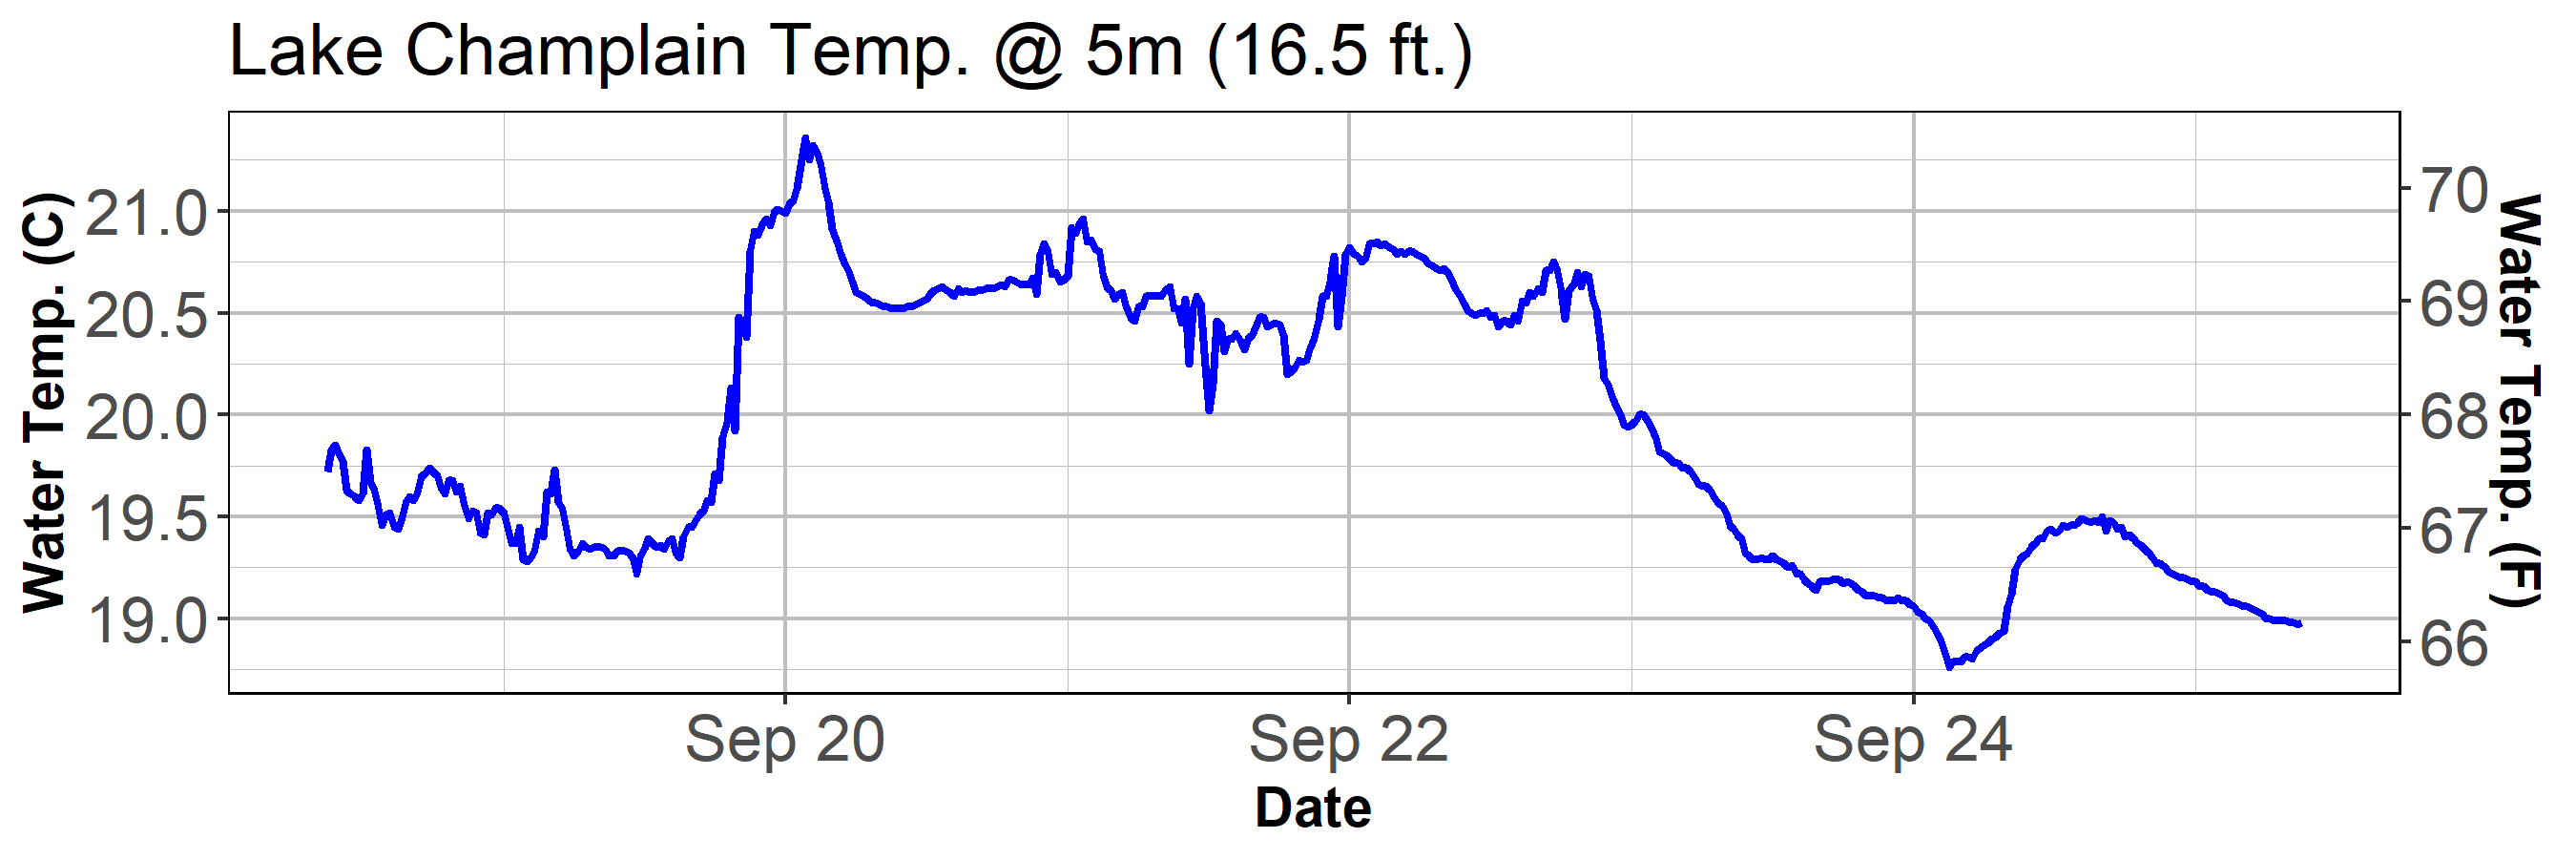 Lake Champlain Temp. @ 5m (16.5 ft.)
Water Temp. (C)
21.0
20.5
20.0
19.5
19.0
70
69
68
67
66
Water Temp. (F)
Sep 20
Sep 22
Sep 24
Date